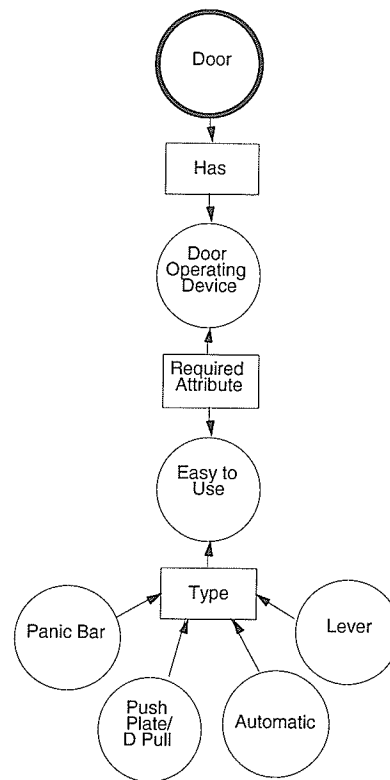 Door
Has
Door
Operating
Device
Required
Attribute
Easy to
Use
Type
Panic Bar
Lever
Push
Plate/
D Pull
Automatic